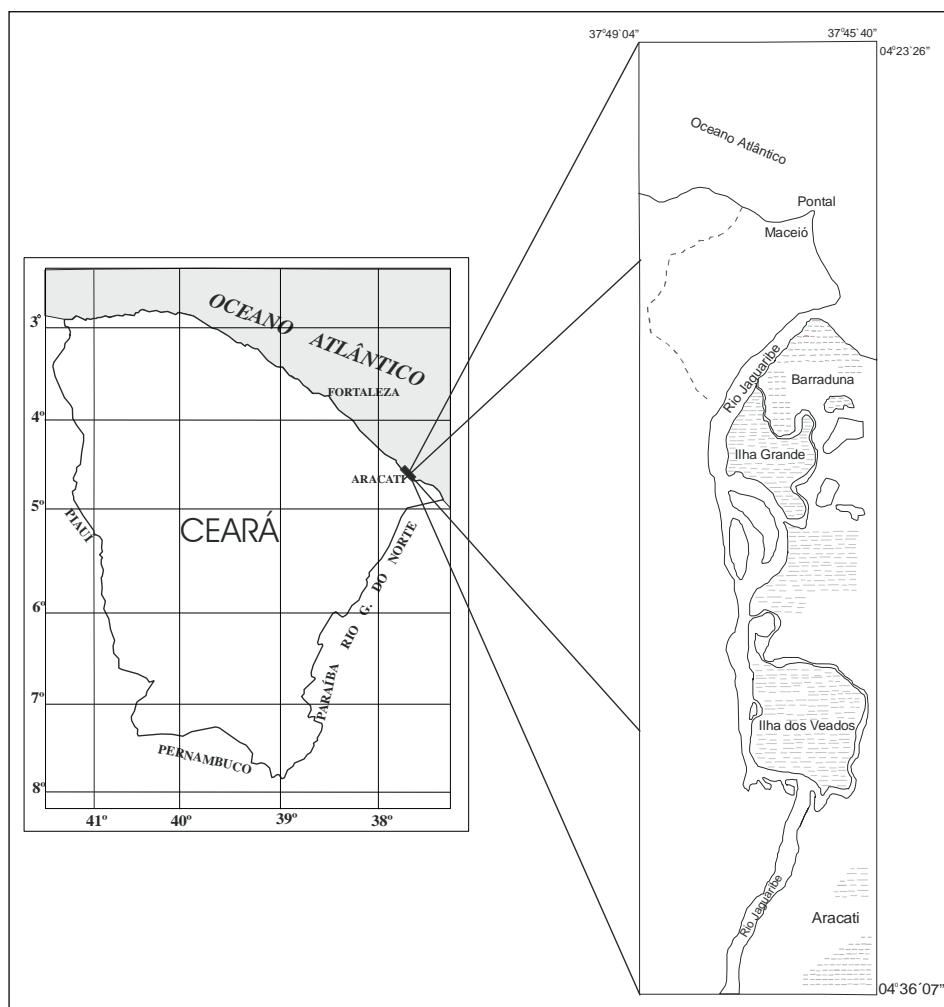 37°49´04”
37°45´40”
04°23´26”
Oceano Atlântico
Pontal
Maceió
Rio Jaguaribe
Barraduna
Ilha Grande
Ilha dos Veados
Rio Jaguaribe
Aracati
04°36´07”
OCEANO ATLÂNTICO
3°
FORTALEZA
4°
ARACATI
5°
CEARÁ
PIAUI
RIO G. DO NORTE
6°
PARAÍBA
7°
PERNAMBUCO
8°
41°
40°
39°
38°